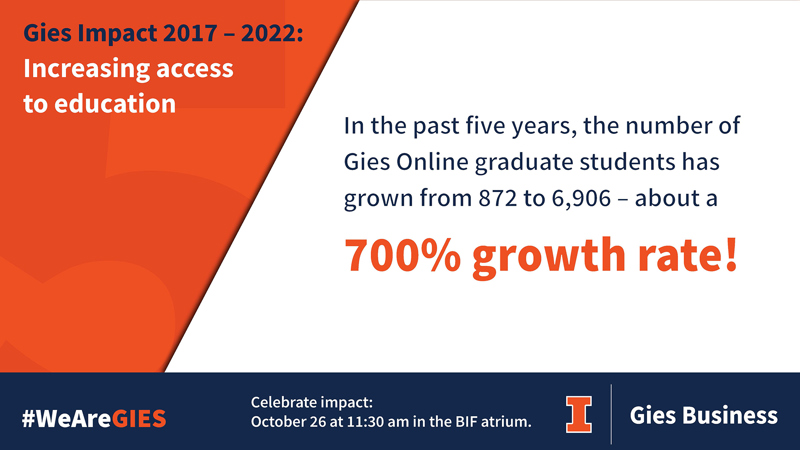 Gies Impact 2017 – 2022:
Increasing access
to education
In the past five years, the number of
Gies Online graduate students has
grown from 872 to 6,906 – about a
700% growth rate!
#WeAreGIES
Celebrate impact:
October 26 at 11:30 am in the BIF atrium.
I
Gies Business